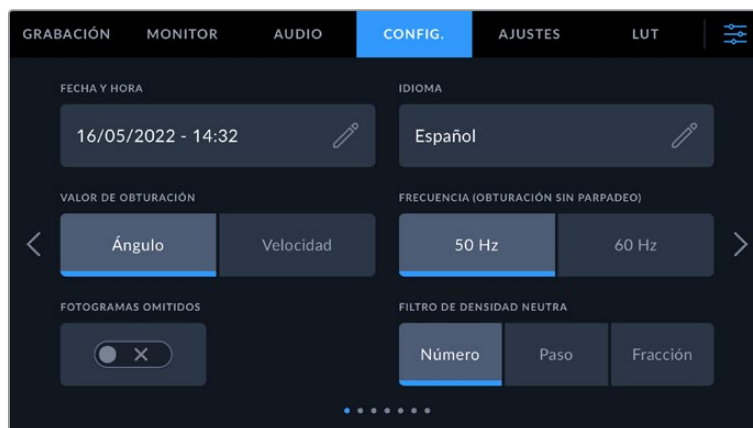 GRABACIÓN MONITOR AUDIO CONFIG. AJUSTES LUT
FECHA Y HORA IDIOMA
16/05/2022 - 14:32 Español
VALOR DE OBTURACIÓN FRECUENCIA (OBTURACIÓN SIN PARPADEO)
Ángulo Velocidad 50 Hz 60 Hz
FOTOGRAMAS OMITIDOS FILTRO DE DENSIDAD NEUTRA
Número Paso Fracción